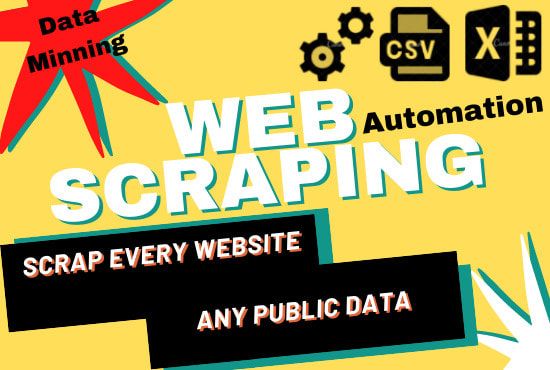 Data
Minning
CSV
X
WEB
Automation
SCRAPING
SCRAP EVERY WEBSITE
ANY PUBLIC DATA